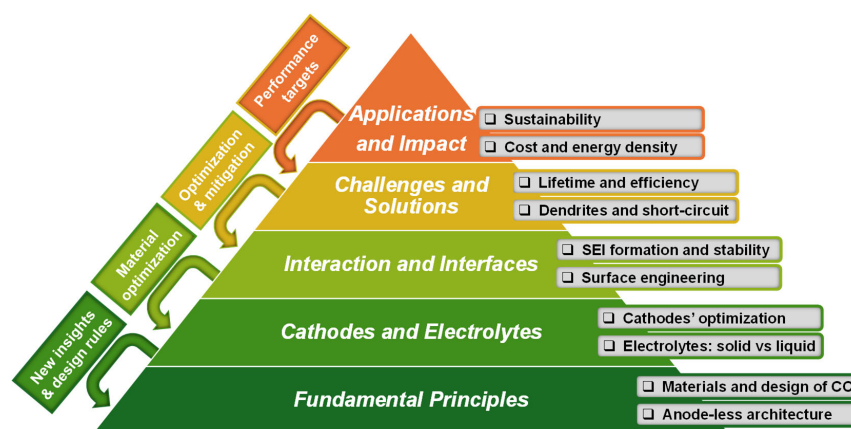 Performance
targets
Optimization
& mitigation
Material
optimization
New insights
& design rules
Applications
and Impact
❑ Sustainability
❑ Cost and energy density
Challenges and
Solutions
❑ Lifetime and efficiency
❑ Dendrites and short-circuit
Interaction and Interfaces
❑ SEI formation and stability
❑ Surface engineering
Cathodes and Electrolytes
❑ Cathodes' optimization
❑ Electrolytes: solid vs liquid
Fundamental Principles
❑ Materials and design of CC
❑ Anode-less architecture